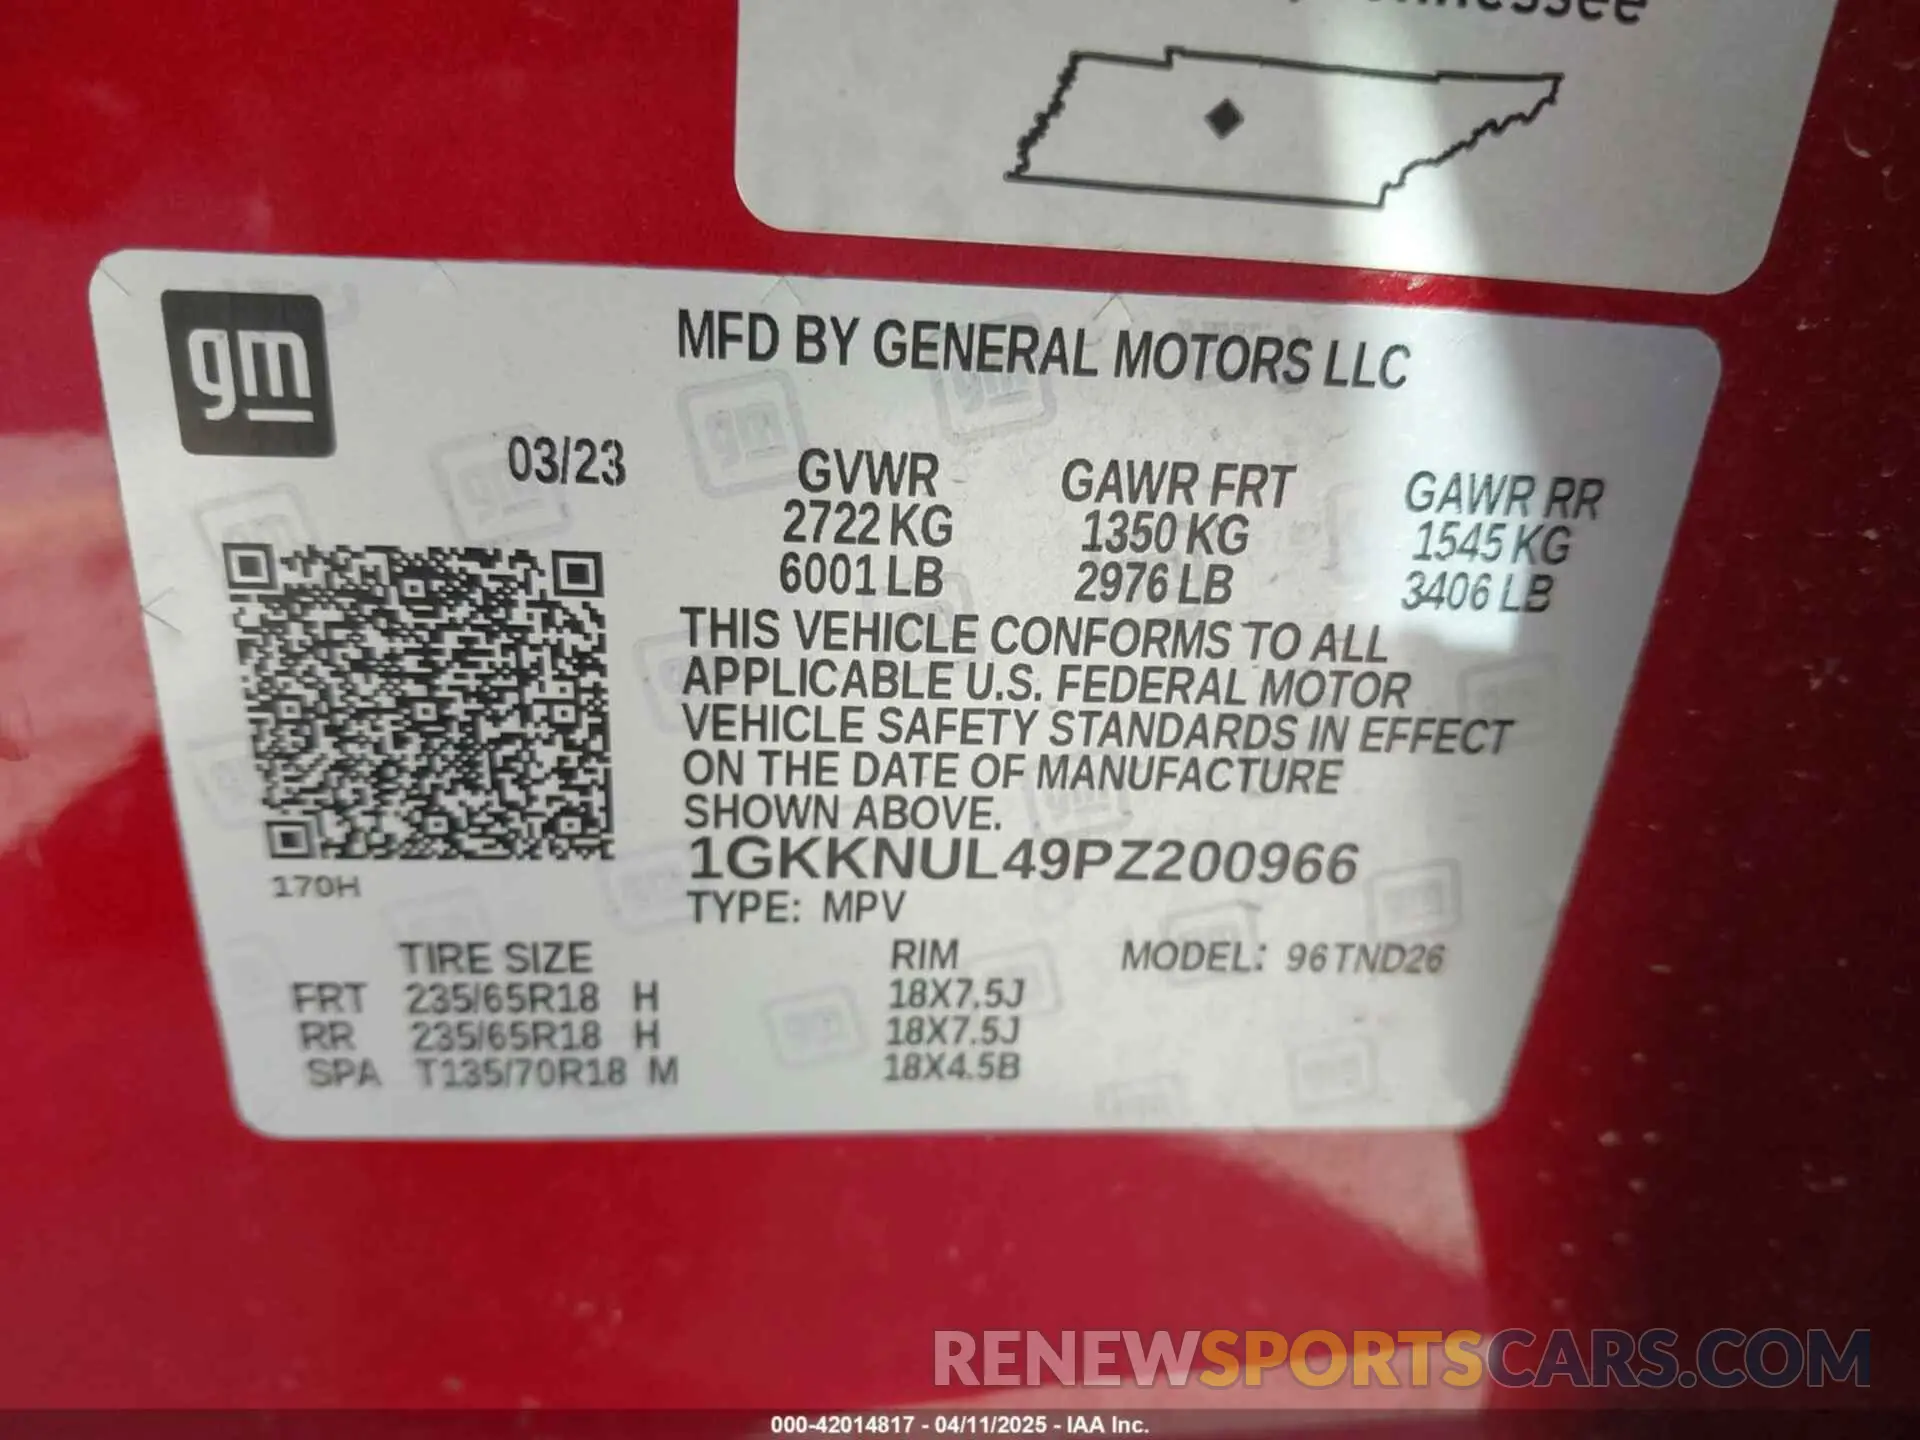 gm
MFD BY GENERAL MOTORS LLC
03/23
GVWR GAWR FRT GAWR RR
2722 KG 1350 KG 1545 KG
6001 LB 2976 LB 3406 LB
THIS VEHICLE CONFORMS TO ALL
APPLICABLE U.S. FEDERAL MOTOR
VEHICLE SAFETY STANDARDS IN EFFECT
ON THE DATE OF MANUFACTURE
SHOWN ABOVE.
1GKKNUL49PZ200966
170H
TYPE: MPV
TIRE SIZE RIM MODEL: 96TND26
FRT 235/65R18 H 18X7.5J
RR 235/65R18 H 18X7.5J
SPA T135/70R18 M 18X4.5B
RENEWSPORTSCARS.COM
000-42014817 - 04/11/2025 - IAA Inc.